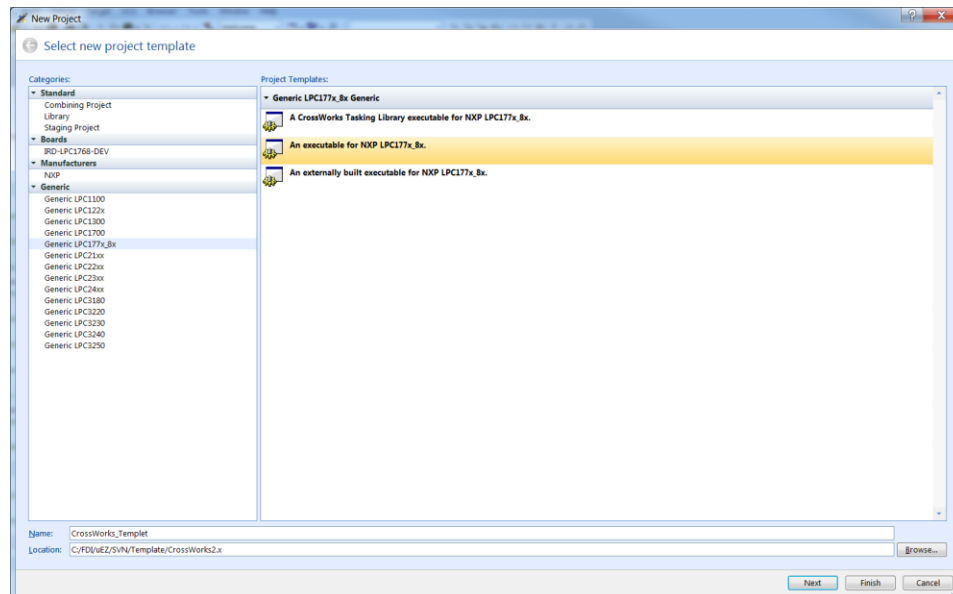 New Project
Select new project template
Categories:
Standard
Combining Project
Library
Staging Project
Boards
IRD-LPC1768-DEV
Manufacturers
NXP
Generic
Generic LPC1100
Generic LPC122x
Generic LPC1300
Generic LPC1700
Generic LPC177x_8x
Generic LPC21xx
Generic LPC22xx
Generic LPC23xx
Generic LPC24xx
Generic LPC3180
Generic LPC3220
Generic LPC3230
Generic LPC3240
Generic LPC3250
Project Templates:
Generic LPC177x_8x Generic
A CrossWorks Tasking Library executable for NXP LPC177x_8x.
An executable for NXP LPC177x_8x.
An externally built executable for NXP LPC177x_8x.
Name: CrossWorks_Templet
Location: C:/FDI/uEZ/SVN/Template/CrossWorks2.x
Browse...
Next Finish Cancel